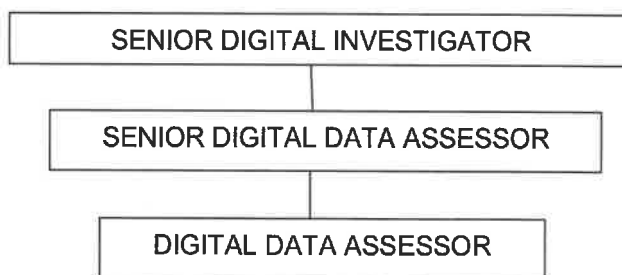 SENIOR DIGITAL INVESTIGATOR
SENIOR DIGITAL DATA ASSESSOR
DIGITAL DATA ASSESSOR